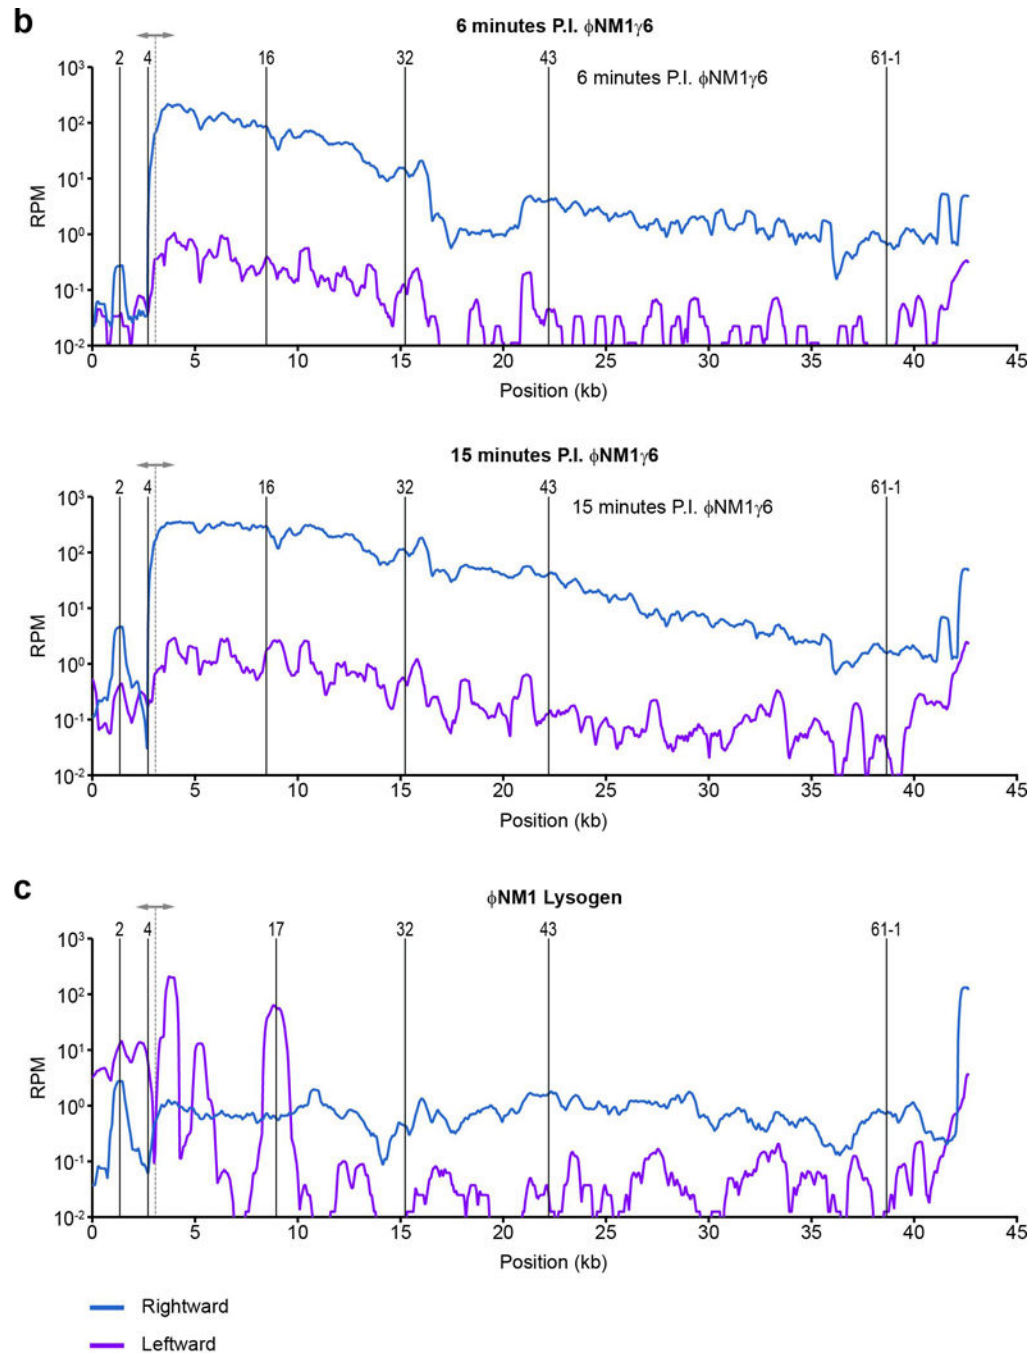 b
6 minutes P.I. ϕNM1γ6
2 4 16 32 43 61-1
6 minutes P.I. ϕNM1γ6
10³
10²
10¹
10⁰
10⁻¹
10⁻²
RPM
0 5 10 15 20 25 30 35 40 45
Position (kb)
15 minutes P.I. ϕNM1γ6
2 4 16 32 43 61-1
15 minutes P.I. ϕNM1γ6
10³
10²
10¹
10⁰
10⁻¹
10⁻²
RPM
0 5 10 15 20 25 30 35 40 45
Position (kb)
c
ϕNM1 Lysogen
2 4 17 32 43 61-1
10³
10²
10¹
10⁰
10⁻¹
10⁻²
RPM
0 5 10 15 20 25 30 35 40 45
Position (kb)
Rightward
Leftward